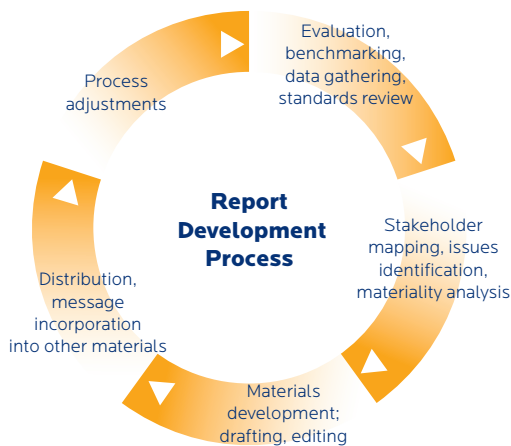 Evaluation,
benchmarking,
data gathering,
standards review
Stakeholder
mapping, issues
identification,
materiality analysis
Materials
development;
drafting, editing
Distribution,
message
incorporation
into other materials
Process
adjustments
Report
Development
Process